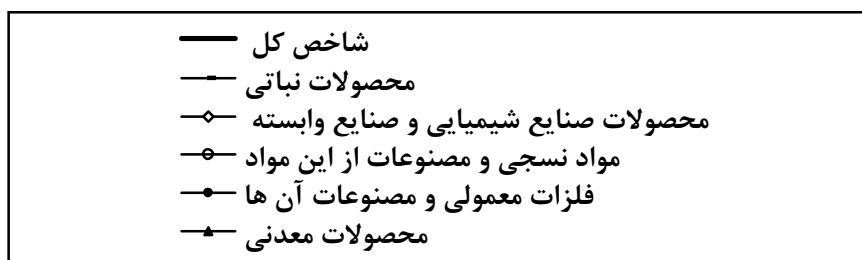 شاخص کل
محصولات نباتی
محصولات صنایع شیمیایی و صنایع وابسته
مواد نسجی و مصنوعات از این مواد
فلزات معمولی و مصنوعات آن ها
محصولات معدنی